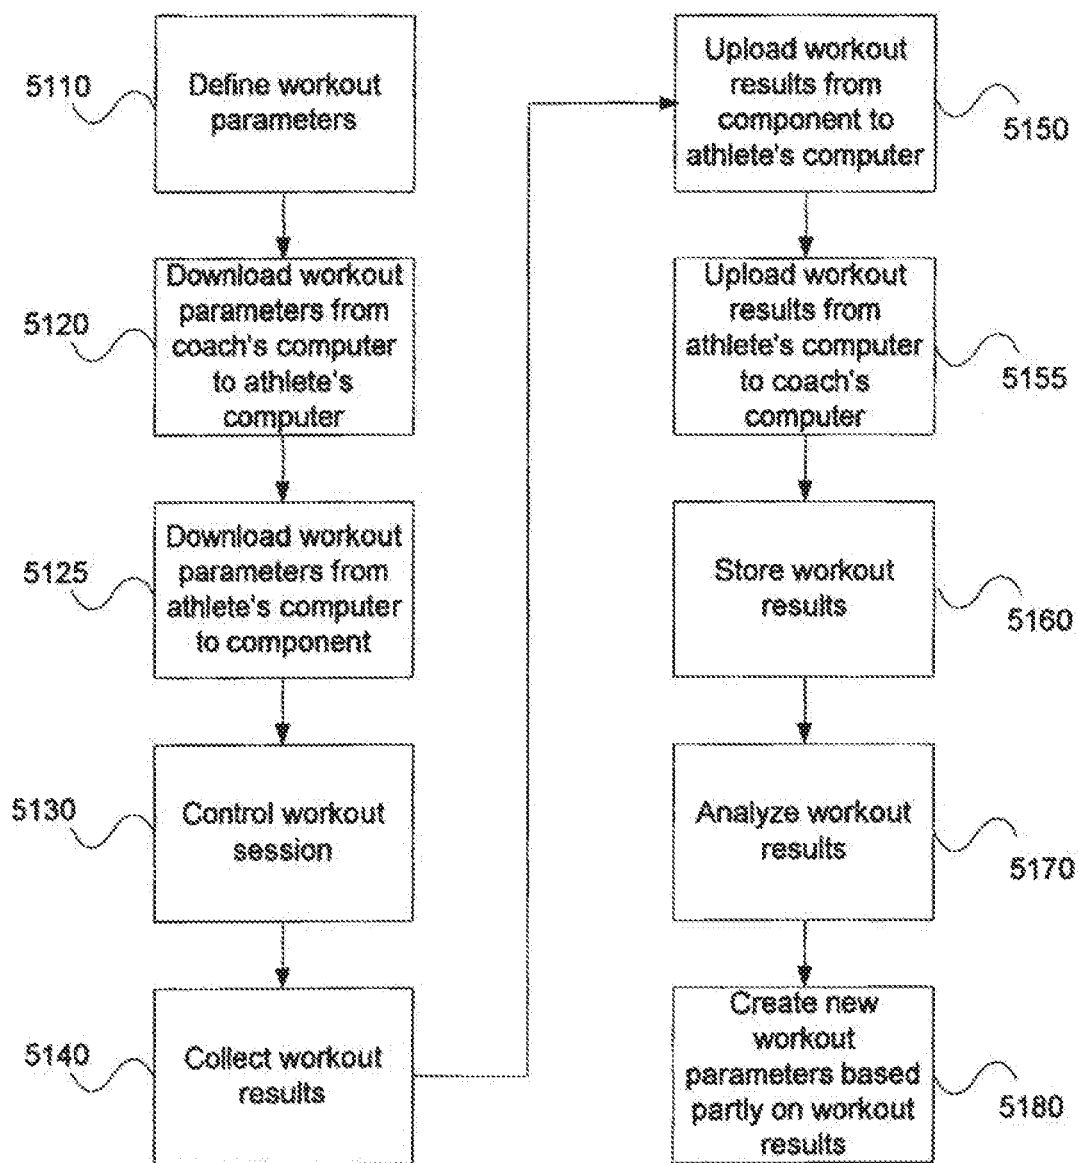 5110
Define workout
parameters
5120
Download workout
parameters from
coach's computer
to athlete's
computer
5125
Download workout
parameters from
athlete's computer
to component
5130
Control workout
session
5140
Collect workout
results
Upload workout
results from
component to
athlete's computer
5150
Upload workout
results from
athlete's computer
to coach's
computer
5155
Store workout
results
5160
Analyze workout
results
5170
Create new
workout
parameters based
partly on workout
results
5180